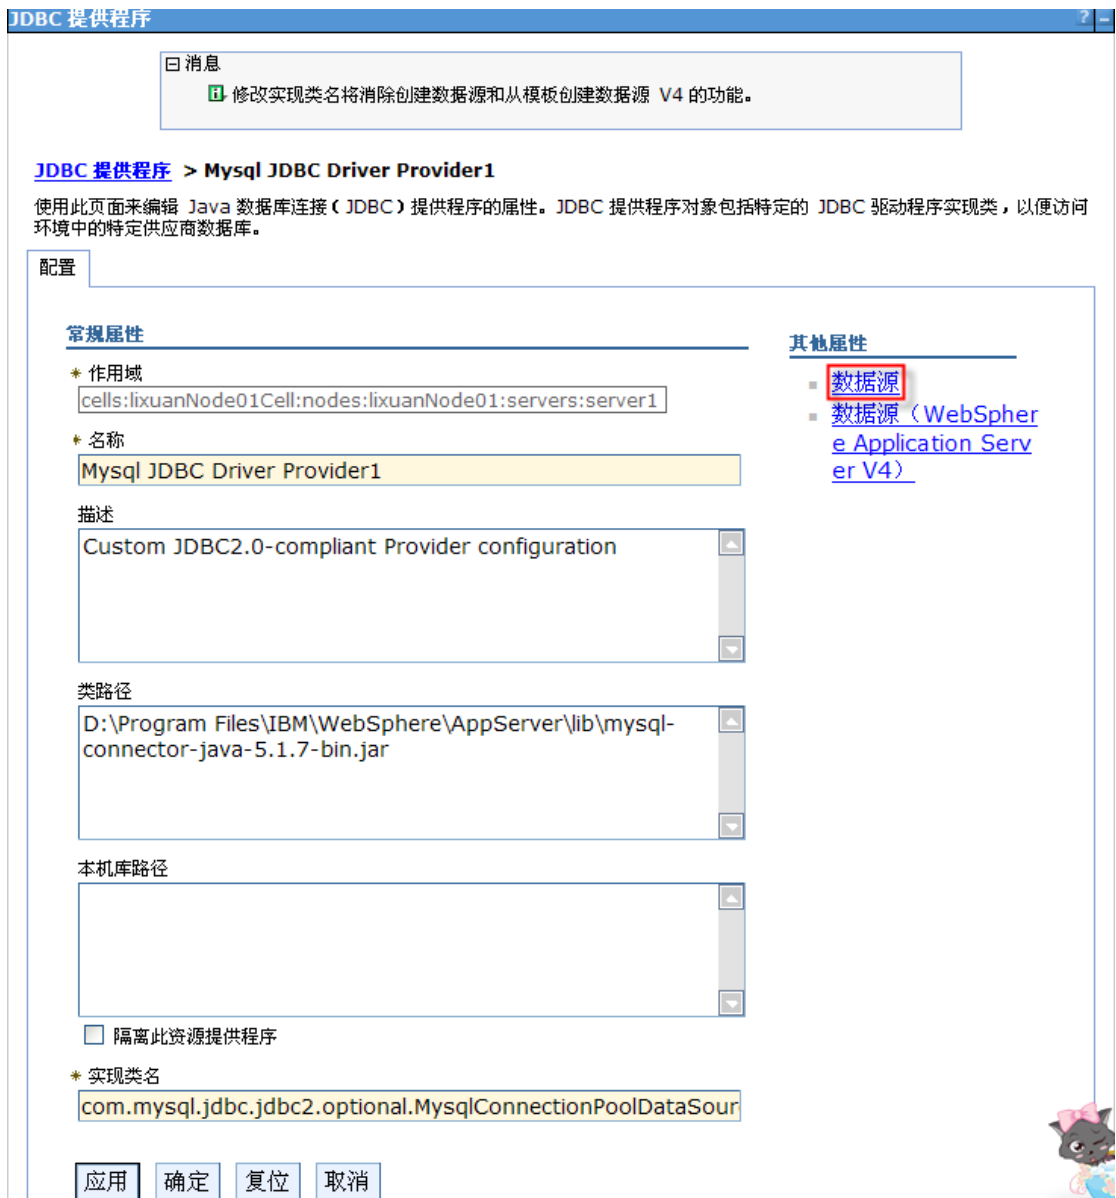 JDBC 提供程序
?
消息
修改实现类名将消除创建数据源和从模板创建数据源 V4 的功能。
JDBC 提供程序 > Mysql JDBC Driver Provider1
使用此页面来编辑 Java 数据库连接（JDBC）提供程序的属性。JDBC 提供程序对象包括特定的 JDBC 驱动程序实现类，以便访问
环境中的特定供应商数据库。
配置
常规属性
* 作用域
cells:lixuanNode01Cell:nodes:lixuanNode01:servers:server1
* 名称
Mysql JDBC Driver Provider1
描述
Custom JDBC2.0-compliant Provider configuration
类路径
D:\Program Files\IBM\WebSphere\AppServer\lib\mysql-
connector-java-5.1.7-bin.jar
本机库路径
隔离此资源提供程序
* 实现类名
com.mysql.jdbc.jdbc2.optional.MysqlConnectionPoolDataSour
应用 确定 复位 取消
其他属性
数据源
数据源（WebSpher
e Application Serv
er V4）